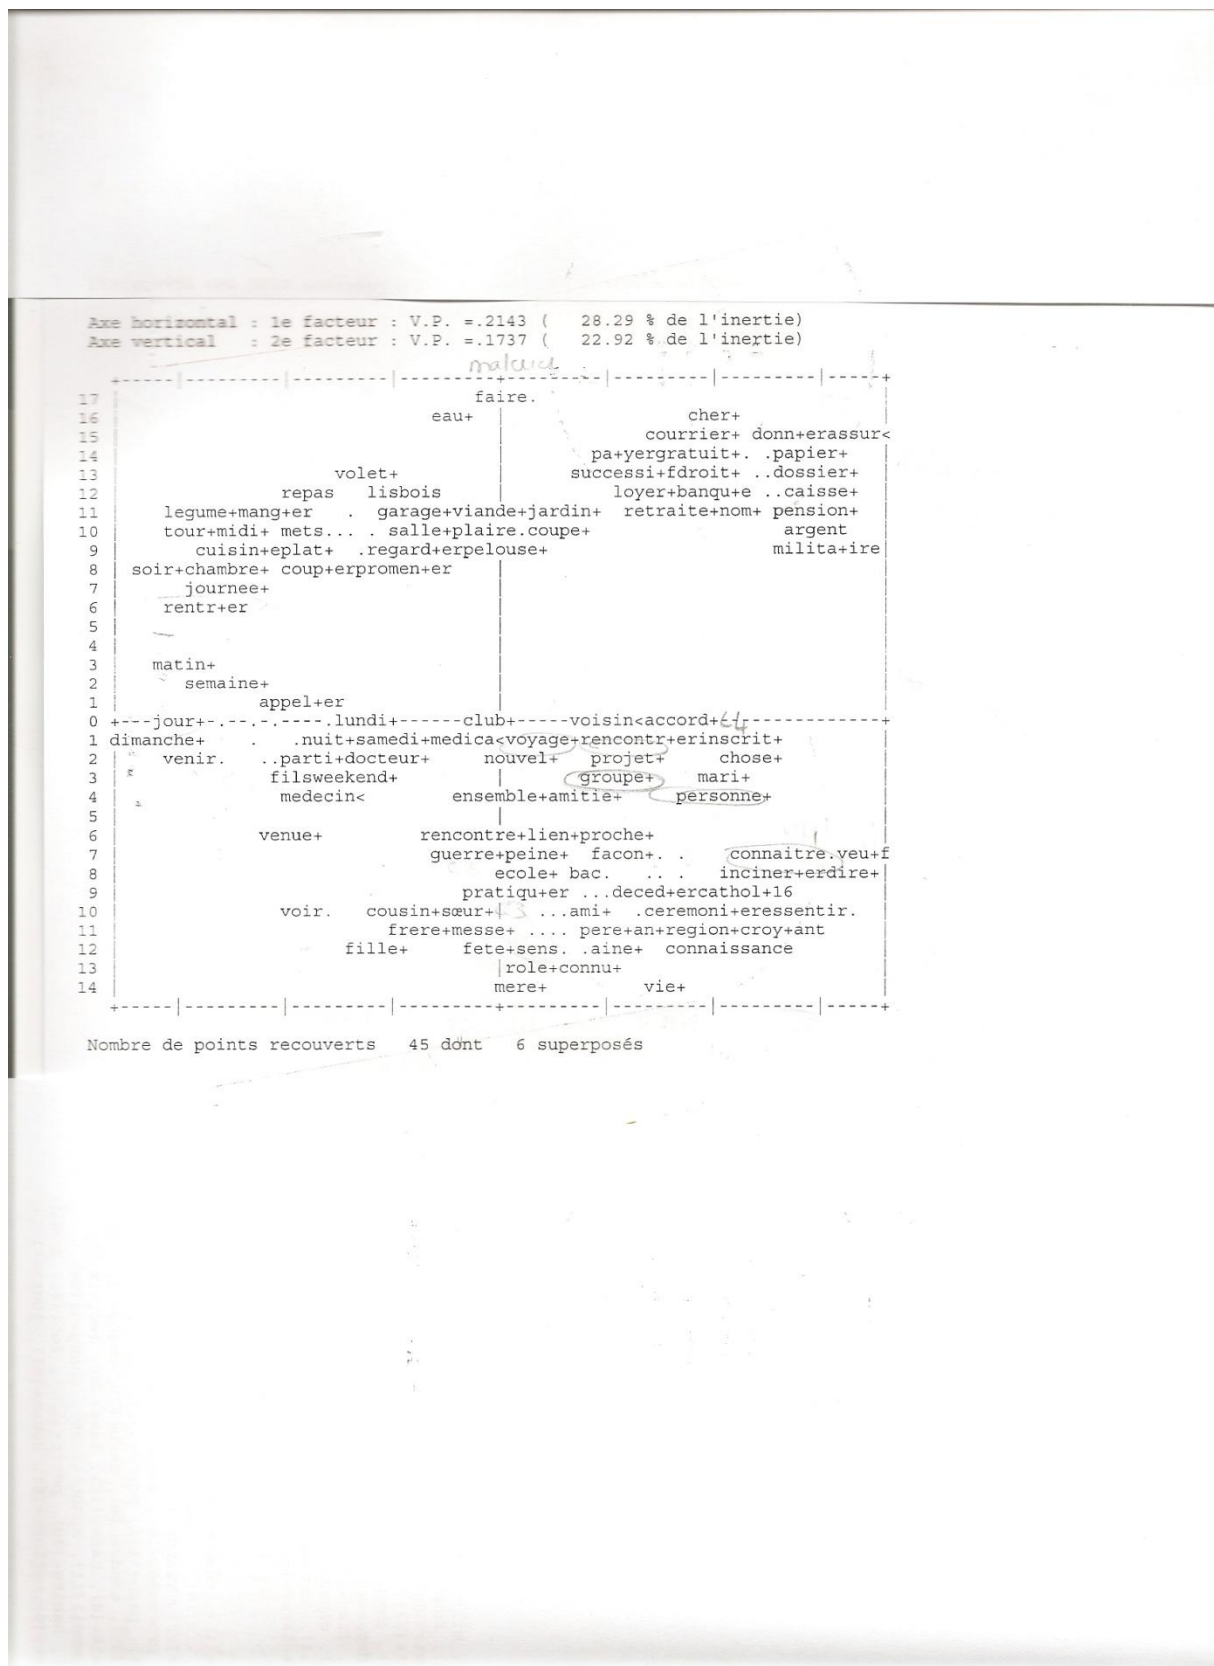 Axe horizontal : 1e facteur : V.P. =.2143 ( 28.29 % de l'inertie)
Axe vertical : 2e facteur : V.P. =.1737 ( 22.92 % de l'inertie)
+-----|---------|---------|---------+---------|---------|---------|-----+
17 faire.
16 eau+ | cher+
15 | courrier+ donn+erassur<
14 | pa+yergratuit+. .papier+
13 volet+ | successi+fdroit+ ..dossier+
12 repas lisbois | loyer+banqu+e ..caisse+
11 | legume+mang+er . garage+viande+jardin+ retraite+nom+ pension+
10 | tour+midi+ mets... . salle+plaire.coupe+ argent |
9 | cuisin+eplat+ .regard+erpelouse+ milita+ire|
8 | soir+chambre+ coup+erpromen+er | |
7 | journee+ | |
6 | rentr+er | |
5 | | |
4 | | |
3 | matin+ | |
2 | semaine+ | |
1 | appel+er | |
0 +---jour+-.--.-.----.lundi+------club+-----voisin<accord+44------------+
1 dimanche+ . .nuit+samedi+medica<voyage+rencontr+erinscrit+ |
2 | venir. ..parti+docteur+ nouvel+ projet+ chose+ |
3 | filsweekend+ | groupe+ mari+ |
4 | medecin< ensemble+amitie+ personne+ |
5 | | |
6 | venue+ rencontre+lien+proche+ |
7 | guerre+peine+ facon+. . connaitre.veu+f
8 | ecole+ bac. ... . inciner+erdire+|
9 | pratiqu+er ...deced+ercathol+16 |
10 | voir. cousin+sœur+|43 ...ami+ .ceremoni+eressentir. |
11 | frere+messe+ .... pere+an+region+croy+ant |
12 | fille+ fete+sens. .aine+ connaissance |
13 | |role+connu+ |
14 | mere+ vie+ |
+-----|---------|---------|---------+---------|---------|---------|-----+
Nombre de points recouverts 45 dont 6 superposés